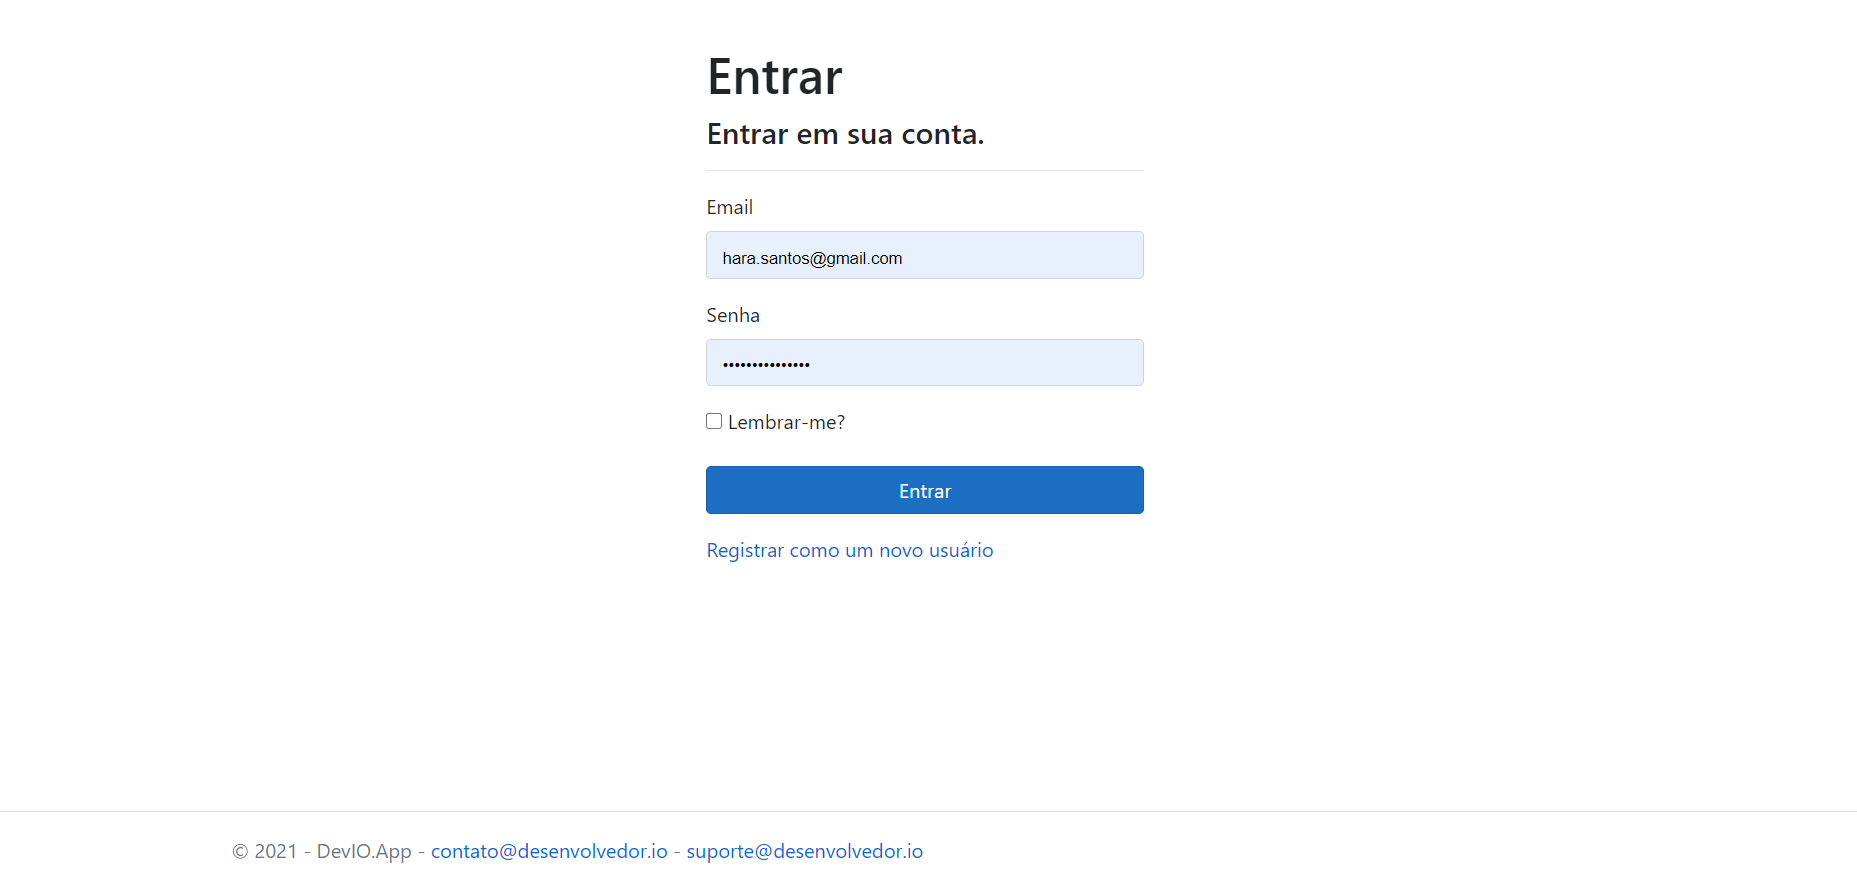 Entrar
Entrar em sua conta.
Email
hara.santos@gmail.com
Senha
•••••••••••••••
Lembrar-me?
Entrar
Registrar como um novo usuário
© 2021 - DevIO.App - contato@desenvolvedor.io - suporte@desenvolvedor.io